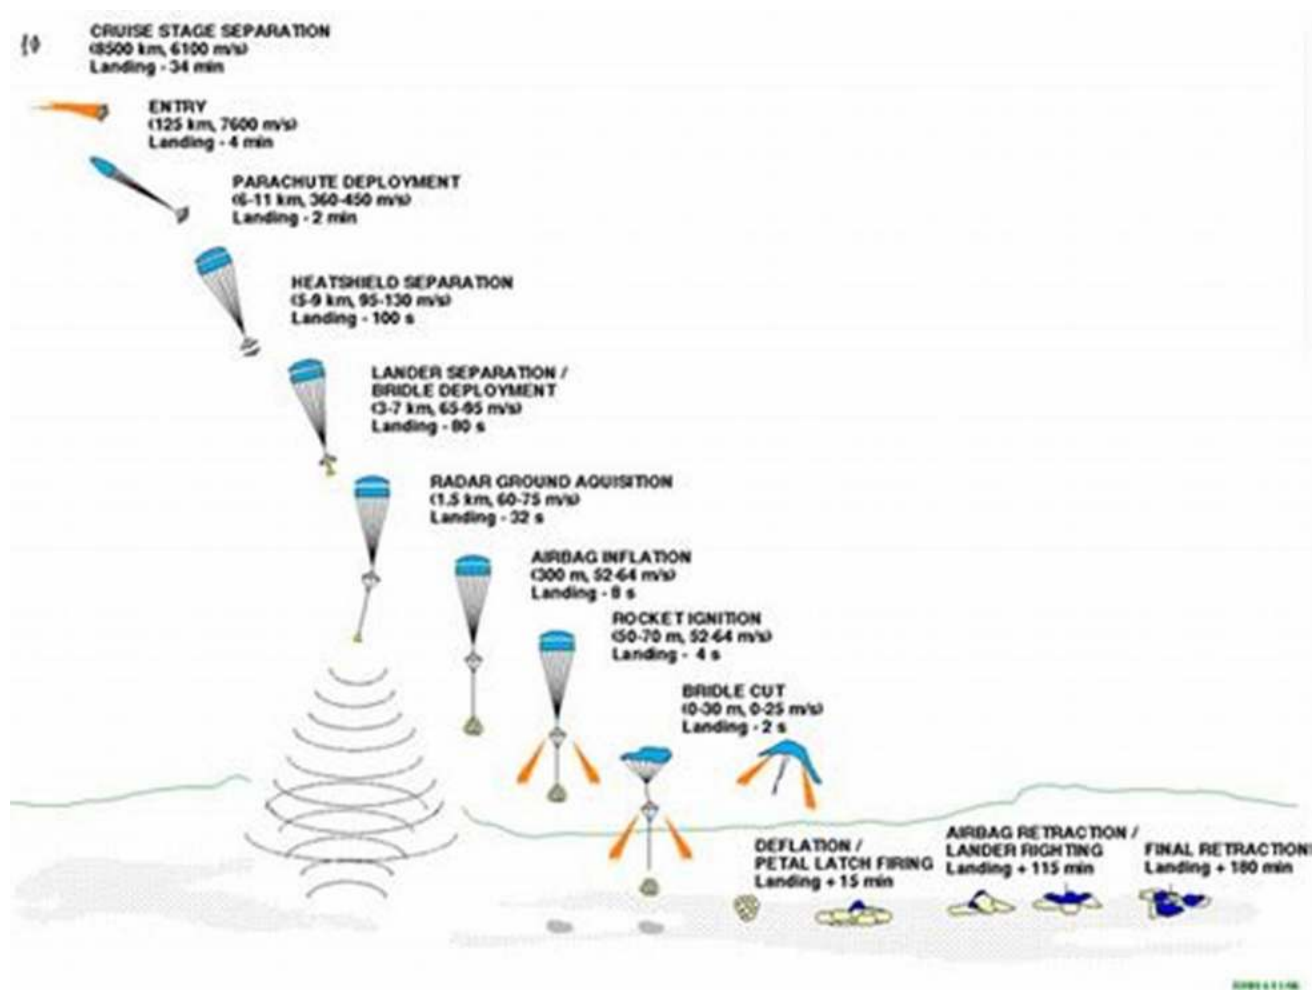 CRUISE STAGE SEPARATION
(8500 km, 6100 m/s)
Landing - 34 min
ENTRY
(125 km, 7600 m/s)
Landing - 4 min
PARACHUTE DEPLOYMENT
(6-11 km, 360-450 m/s)
Landing - 2 min
HEATSHIELD SEPARATION
(5-9 km, 95-130 m/s)
Landing - 100 s
LANDER SEPARATION /
BRIDLE DEPLOYMENT
(3-7 km, 65-95 m/s)
Landing - 80 s
RADAR GROUND AQUISITION
(1.5 km, 60-75 m/s)
Landing - 32 s
AIRBAG INFLATION
(300 m, 52-64 m/s)
Landing - 8 s
ROCKET IGNITION
(50-70 m, 52-64 m/s)
Landing - 4 s
BRIDLE CUT
(0-30 m, 0-25 m/s)
Landing - 2 s
DEFLATION /
PETAL LATCH FIRING
Landing + 15 min
AIRBAG RETRACTION /
LANDER RIGHTING
Landing + 115 min
FINAL RETRACTION
Landing + 180 min